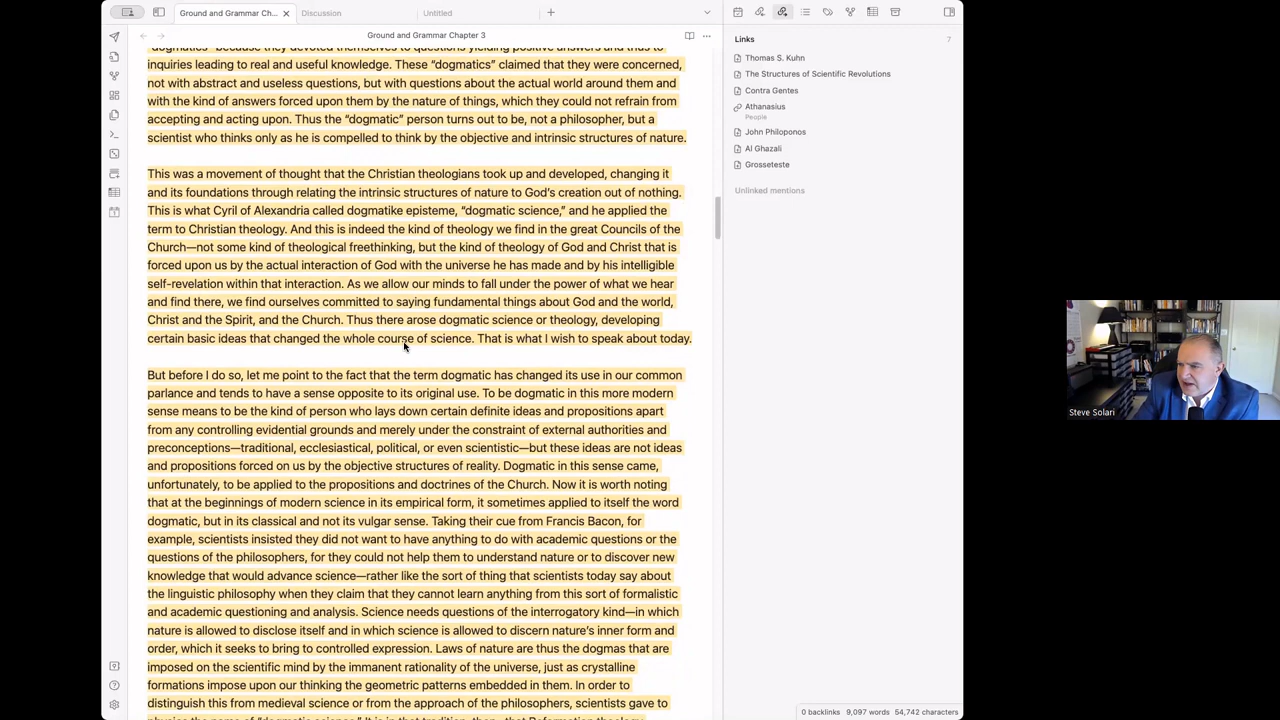 Ground and Grammar Ch...
Discussion
Untitled
Ground and Grammar Chapter 3
"dogmatics" because they devoted themselves to questions yielding positive answers and thus to
inquiries leading to real and useful knowledge. These “dogmatics” claimed that they were concerned,
not with abstract and useless questions, but with questions about the actual world around them and
with the kind of answers forced upon them by the nature of things, which they could not refrain from
accepting and acting upon. Thus the “dogmatic” person turns out to be, not a philosopher, but a
scientist who thinks only as he is compelled to think by the objective and intrinsic structures of nature.
This was a movement of thought that the Christian theologians took up and developed, changing it
and its foundations through relating the intrinsic structures of nature to God’s creation out of nothing.
This is what Cyril of Alexandria called dogmatike episteme, “dogmatic science,” and he applied the
term to Christian theology. And this is indeed the kind of theology we find in the great Councils of the
Church—not some kind of theological freethinking, but the kind of theology of God and Christ that is
forced upon us by the actual interaction of God with the universe he has made and by his intelligible
self-revelation within that interaction. As we allow our minds to fall under the power of what we hear
and find there, we find ourselves committed to saying fundamental things about God and the world,
Christ and the Spirit, and the Church. Thus there arose dogmatic science or theology, developing
certain basic ideas that changed the whole course of science. That is what I wish to speak about today.
But before I do so, let me point to the fact that the term dogmatic has changed its use in our common
parlance and tends to have a sense opposite to its original use. To be dogmatic in this more modern
sense means to be the kind of person who lays down certain definite ideas and propositions apart
from any controlling evidential grounds and merely under the constraint of external authorities and
preconceptions—traditional, ecclesiastical, political, or even scientistic—but these ideas are not ideas
and propositions forced on us by the objective structures of reality. Dogmatic in this sense came,
unfortunately, to be applied to the propositions and doctrines of the Church. Now it is worth noting
that at the beginnings of modern science in its empirical form, it sometimes applied to itself the word
dogmatic, but in its classical and not its vulgar sense. Taking their cue from Francis Bacon, for
example, scientists insisted they did not want to have anything to do with academic questions or the
questions of the philosophers, for they could not help them to understand nature or to discover new
knowledge that would advance science—rather like the sort of thing that scientists today say about
the linguistic philosophy when they claim that they cannot learn anything from this sort of formalistic
and academic questioning and analysis. Science needs questions of the interrogatory kind—in which
nature is allowed to disclose itself and in which science is allowed to discern nature’s inner form and
order, which it seeks to bring to controlled expression. Laws of nature are thus the dogmas that are
imposed on the scientific mind by the immanent rationality of the universe, just as crystalline
formations impose upon our thinking the geometric patterns embedded in them. In order to
distinguish this from medieval science or from the approach of the philosophers, scientists gave to
physics the name of "dogmatic science." It is in that tradition, then, that Reformation theology
Links
7
Thomas S. Kuhn
The Structures of Scientific Revolutions
Contra Gentes
Athanasius
People
John Philoponos
Al Ghazali
Grosseteste
Unlinked mentions
0 backlinks 9,097 words 54,742 characters
Steve Solari